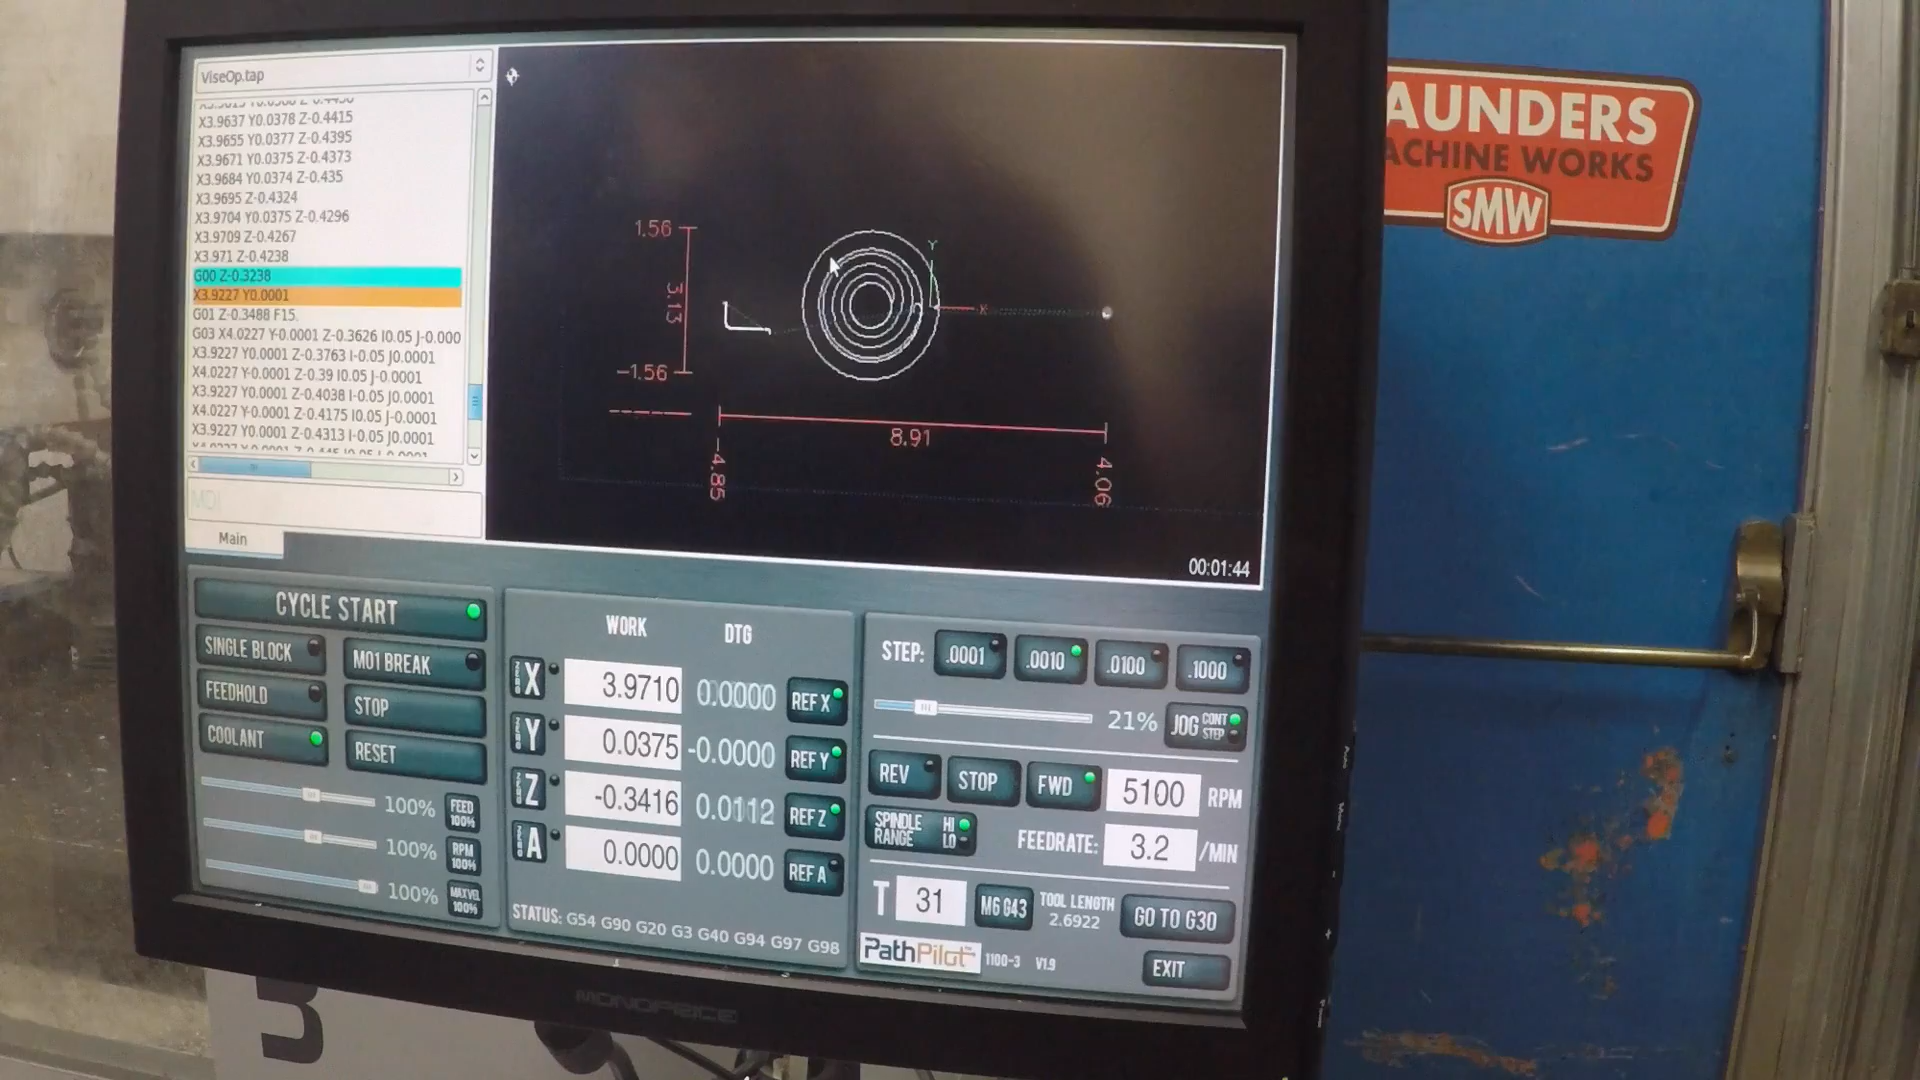 ViseOp.tap
X3.9637 Y0.0378 Z-0.4415
X3.9655 Y0.0377 Z-0.4395
X3.9671 Y0.0375 Z-0.4373
X3.9684 Y0.0374 Z-0.435
X3.9695 Z-0.4324
X3.9704 Y0.0375 Z-0.4296
X3.9709 Z-0.4267
X3.971 Z-0.4238
G00 Z-0.3238
X3.9227 Y0.0001
G01 Z-0.3488 F15.
G03 X4.0227 Y-0.0001 Z-0.3626 I0.05 J-0.000
X3.9227 Y0.0001 Z-0.3763 I-0.05 J0.0001
X4.0227 Y-0.0001 Z-0.39 I0.05 J-0.0001
X3.9227 Y0.0001 Z-0.4038 I-0.05 J0.0001
X4.0227 Y-0.0001 Z-0.4175 I0.05 J-0.0001
X3.9227 Y0.0001 Z-0.4313 I-0.05 J0.0001
MDI
Main
1.56
3.13
-1.56
Y
X
8.91
-4.85
4.06
00:01:44
CYCLE START
SINGLE BLOCK
M01 BREAK
FEEDHOLD
STOP
COOLANT
RESET
100% FEED 100%
100% RPM 100%
100% MAXVEL 100%
WORK DTG
ZERO X 3.9710 0.0000 REF X
ZERO Y 0.0375 -0.0000 REF Y
ZERO Z -0.3416 0.0112 REF Z
ZERO A 0.0000 0.0000 REF A
STATUS: G54 G90 G20 G3 G40 G94 G97 G98
STEP: .0001 .0010 .0100 .1000
21% JOG CONT STEP
REV STOP FWD 5100 RPM
SPINDLE RANGE HI LO FEEDRATE: 3.2 /MIN
T 31 M6 G43 TOOL LENGTH 2.6922 GO TO G30
PathPilot 1100-3 V1.9 EXIT
MONOPRICE
AUNDERS
ACHINE WORKS
SMW